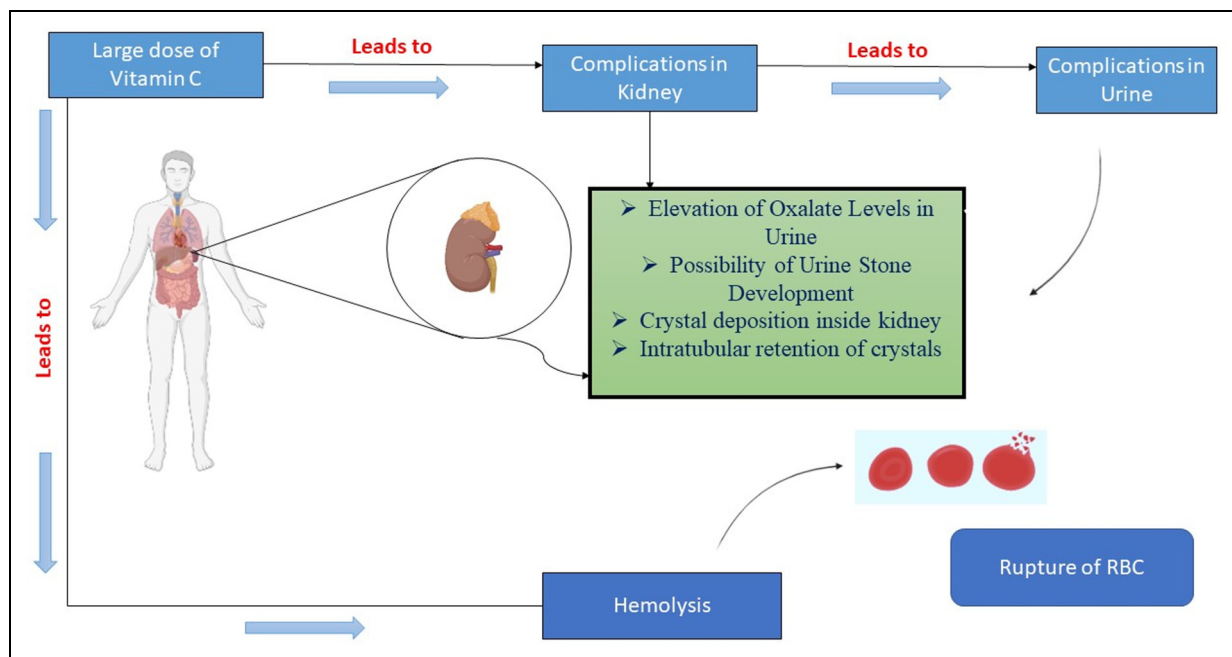 Large dose of
Vitamin C
Leads to
Complications in
Kidney
Leads to
Complications in
Urine
Leads to
➢ Elevation of Oxalate Levels in
Urine
➢ Possibility of Urine Stone
Development
➢ Crystal deposition inside kidney
➢ Intratubular retention of crystals
Rupture of RBC
Hemolysis